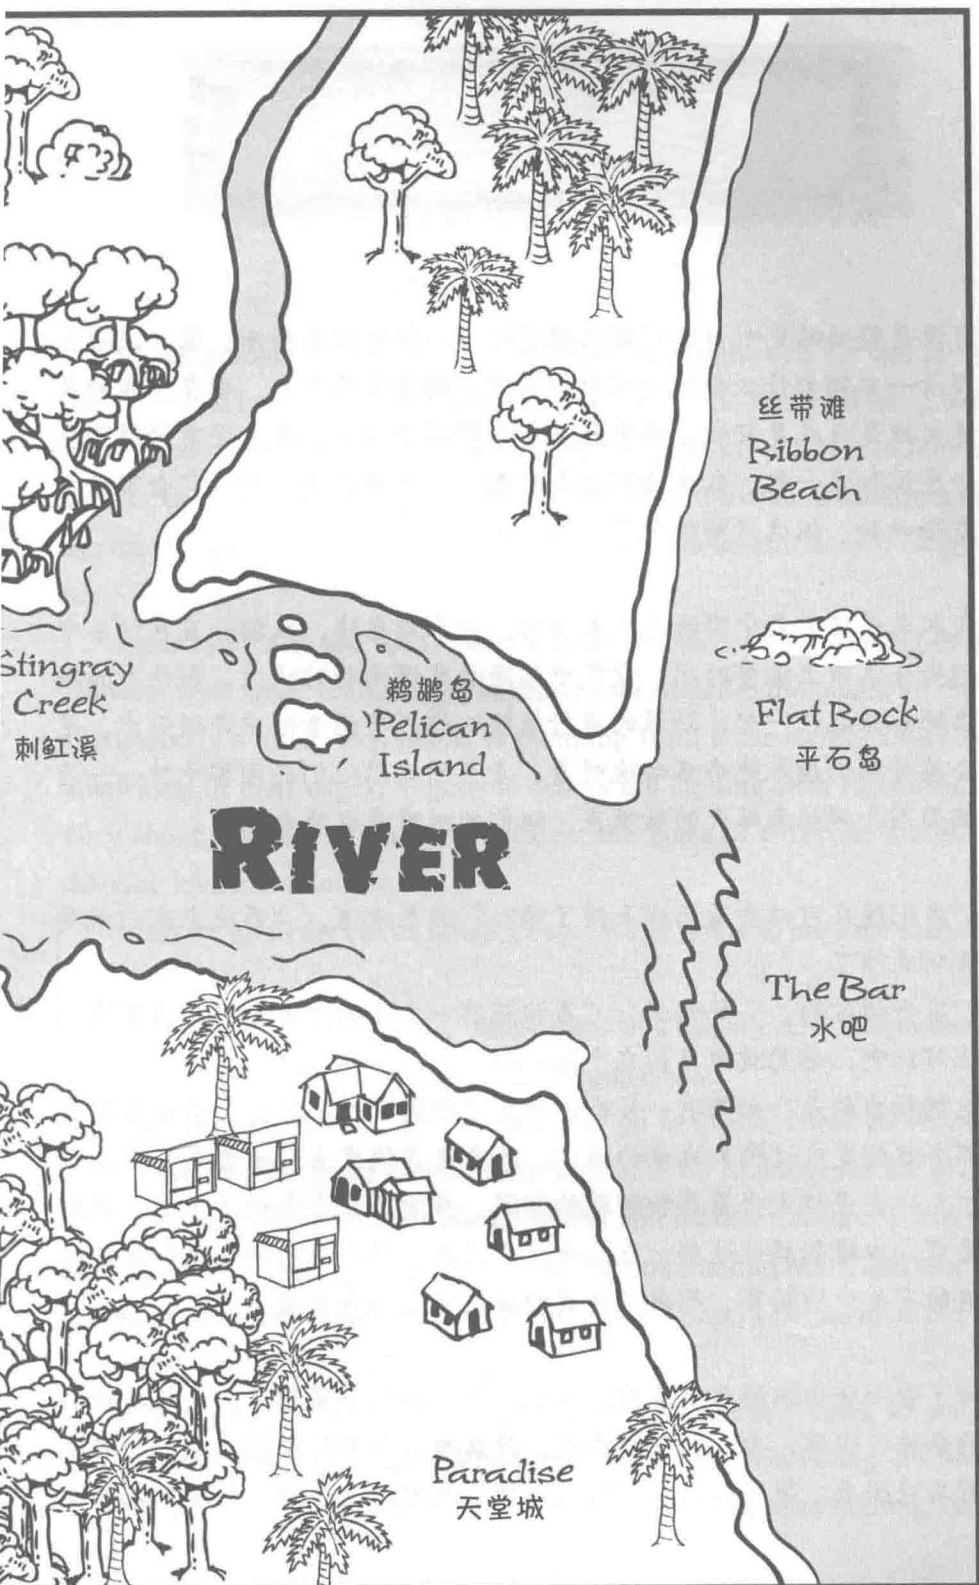 丝带滩
Ribbon
Beach
Stingray
Creek
刺魟溪
鹈鹕岛
Pelican
Island
Flat Rock
平石岛
RIVER
The Bar
水吧
Paradise
天堂城